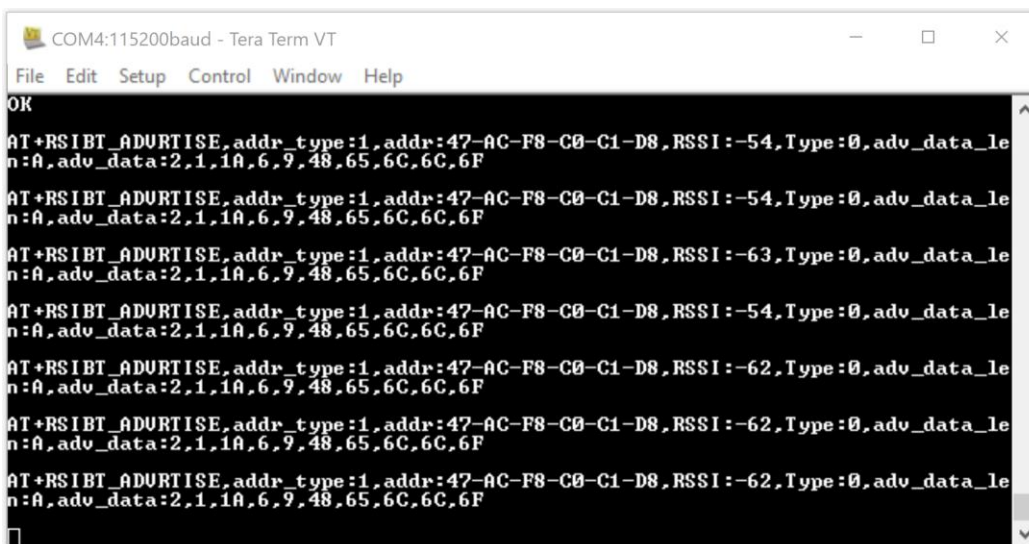 COM4:115200baud - Tera Term VT
File Edit Setup Control Window Help
OK
AT+RSIBT_ADVRTISE,addr_type:1,addr:47-AC-F8-C0-C1-D8,RSSI:-54,Type:0,adv_data_le
n:A,adv_data:2,1,1A,6,9,48,65,6C,6C,6F
AT+RSIBT_ADVRTISE,addr_type:1,addr:47-AC-F8-C0-C1-D8,RSSI:-54,Type:0,adv_data_le
n:A,adv_data:2,1,1A,6,9,48,65,6C,6C,6F
AT+RSIBT_ADVRTISE,addr_type:1,addr:47-AC-F8-C0-C1-D8,RSSI:-63,Type:0,adv_data_le
n:A,adv_data:2,1,1A,6,9,48,65,6C,6C,6F
AT+RSIBT_ADVRTISE,addr_type:1,addr:47-AC-F8-C0-C1-D8,RSSI:-54,Type:0,adv_data_le
n:A,adv_data:2,1,1A,6,9,48,65,6C,6C,6F
AT+RSIBT_ADVRTISE,addr_type:1,addr:47-AC-F8-C0-C1-D8,RSSI:-62,Type:0,adv_data_le
n:A,adv_data:2,1,1A,6,9,48,65,6C,6C,6F
AT+RSIBT_ADVRTISE,addr_type:1,addr:47-AC-F8-C0-C1-D8,RSSI:-62,Type:0,adv_data_le
n:A,adv_data:2,1,1A,6,9,48,65,6C,6C,6F
AT+RSIBT_ADVRTISE,addr_type:1,addr:47-AC-F8-C0-C1-D8,RSSI:-62,Type:0,adv_data_le
n:A,adv_data:2,1,1A,6,9,48,65,6C,6C,6F